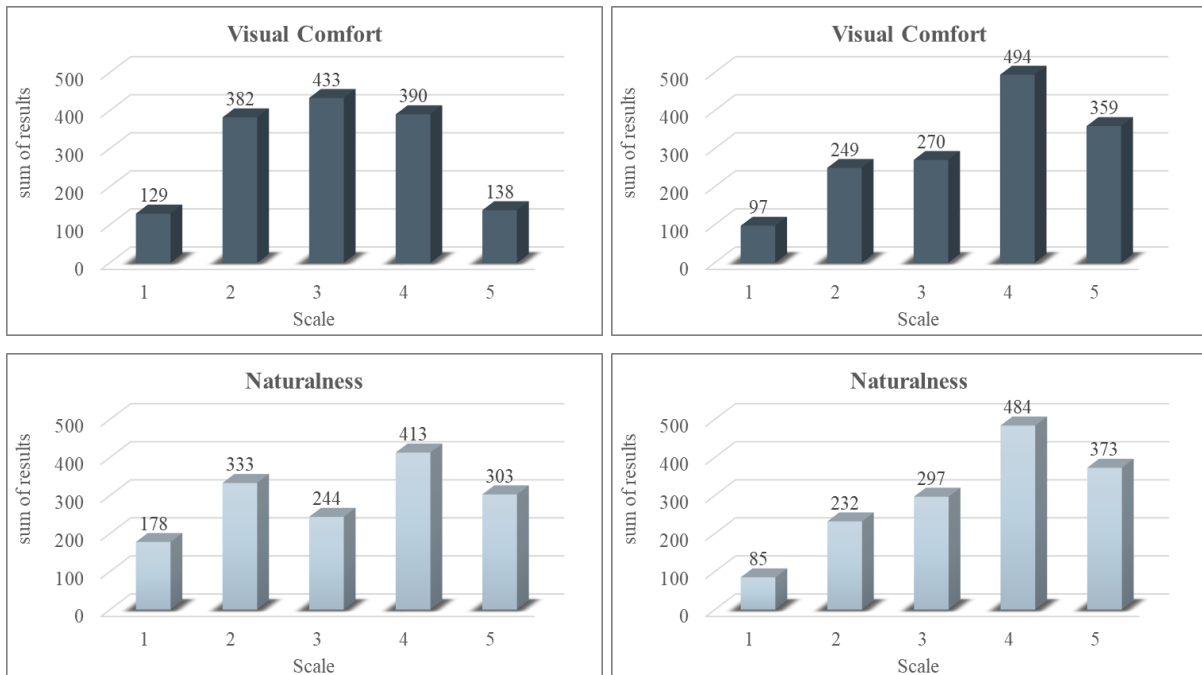 Visual Comfort
sum of results
500
400
300
200
100
0
129
382
433
390
138
1 2 3 4 5
Scale
Visual Comfort
sum of results
500
400
300
200
100
0
97
249
270
494
359
1 2 3 4 5
Scale
Naturalness
sum of results
500
400
300
200
100
0
178
333
244
413
303
1 2 3 4 5
Scale
Naturalness
sum of results
500
400
300
200
100
0
85
232
297
484
373
1 2 3 4 5
Scale